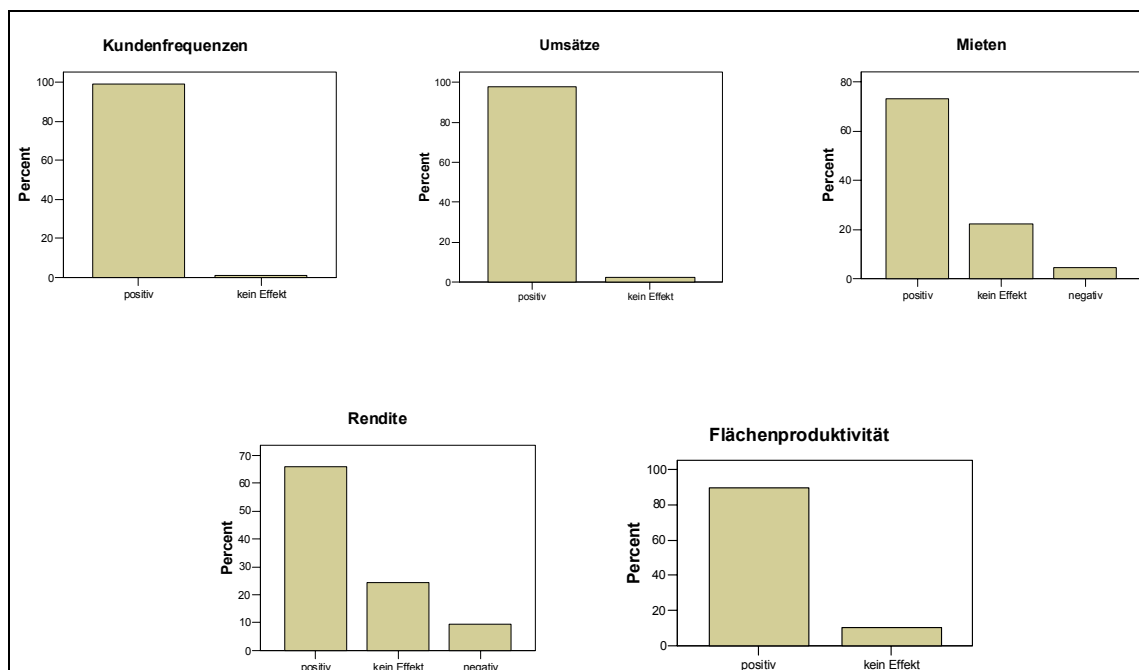 Kundenfrequenzen
Percent
100
80
60
40
20
0
positiv kein Effekt
Umsätze
Percent
100
80
60
40
20
0
positiv kein Effekt
Mieten
Percent
80
60
40
20
0
positiv kein Effekt negativ
Rendite
Percent
70
60
50
40
30
20
10
0
positiv kein Effekt negativ
Flächenproduktivität
Percent
100
80
60
40
20
0
positiv kein Effekt